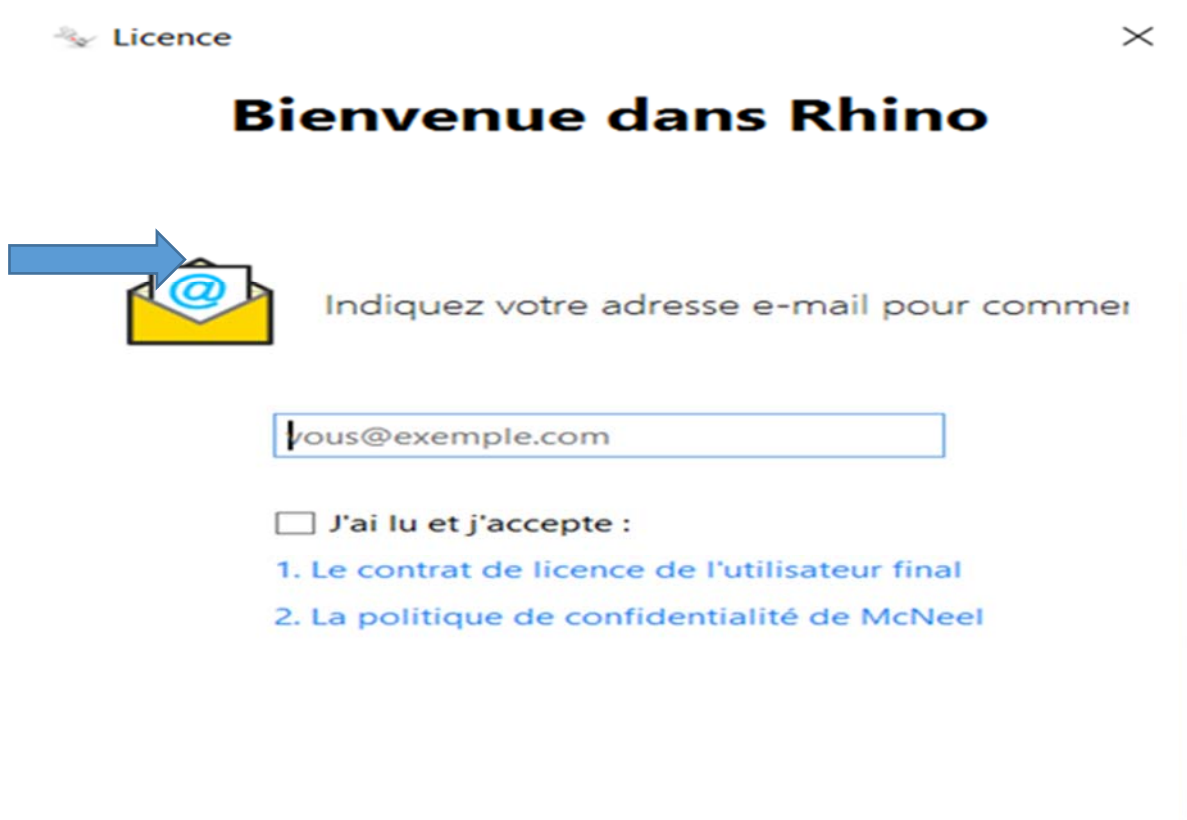 Licence
Bienvenue dans Rhino
@
Indiquez votre adresse e-mail pour commer
vous@exemple.com
J'ai lu et j'accepte :
1. Le contrat de licence de l'utilisateur final
2. La politique de confidentialité de McNeel